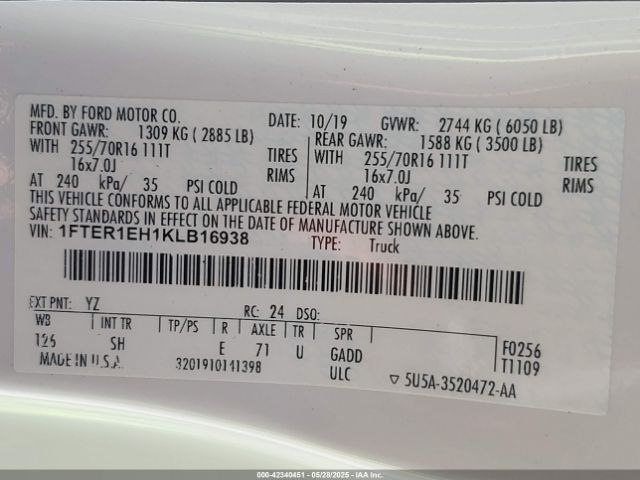 MFD. BY FORD MOTOR CO. DATE: 10/19 GVWR: 2744 KG ( 6050 LB)
FRONT GAWR: 1309 KG ( 2885 LB) REAR GAWR: 1588 KG ( 3500 LB)
WITH 255/70R16 111T TIRES WITH 255/70R16 111T TIRES
16x7.0J RIMS 16x7.0J RIMS
AT 240 kPa/ 35 PSI COLD AT 240 kPa/ 35 PSI COLD
THIS VEHICLE CONFORMS TO ALL APPLICABLE FEDERAL MOTOR VEHICLE
SAFETY STANDARDS IN EFFECT ON THE DATE OF MANUFACTURE SHOWN ABOVE.
VIN: 1FTER1EH1KLB16938 TYPE: Truck
EXT PNT: YZ RC: 24 DSO:
WB INT TR TP/PS R AXLE TR SPR F0256
126 SH E 71 U GADD T1109
MADE IN U.S.A. 3201910141398 ULC ▽ 5U5A-3520472-AA
000-42340451 - 05/28/2025 - IAA Inc.